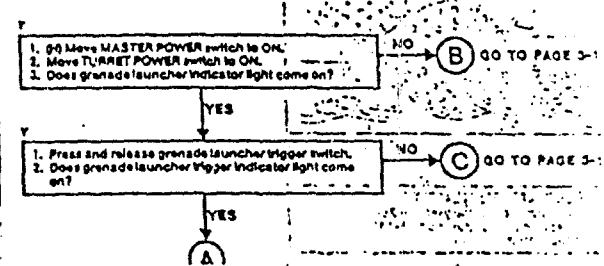 Y
1. (H) Move MASTER POWER switch to ON.
2. Move TURRET POWER switch to ON.
3. Does grenade launcher indicator light come on?
NO
B GO TO PAGE 3-1
YES
Y
1. Press and release grenade launcher trigger switch.
2. Does grenade launcher trigger indicator light come
on?
NO
C GO TO PAGE 3-
YES
A